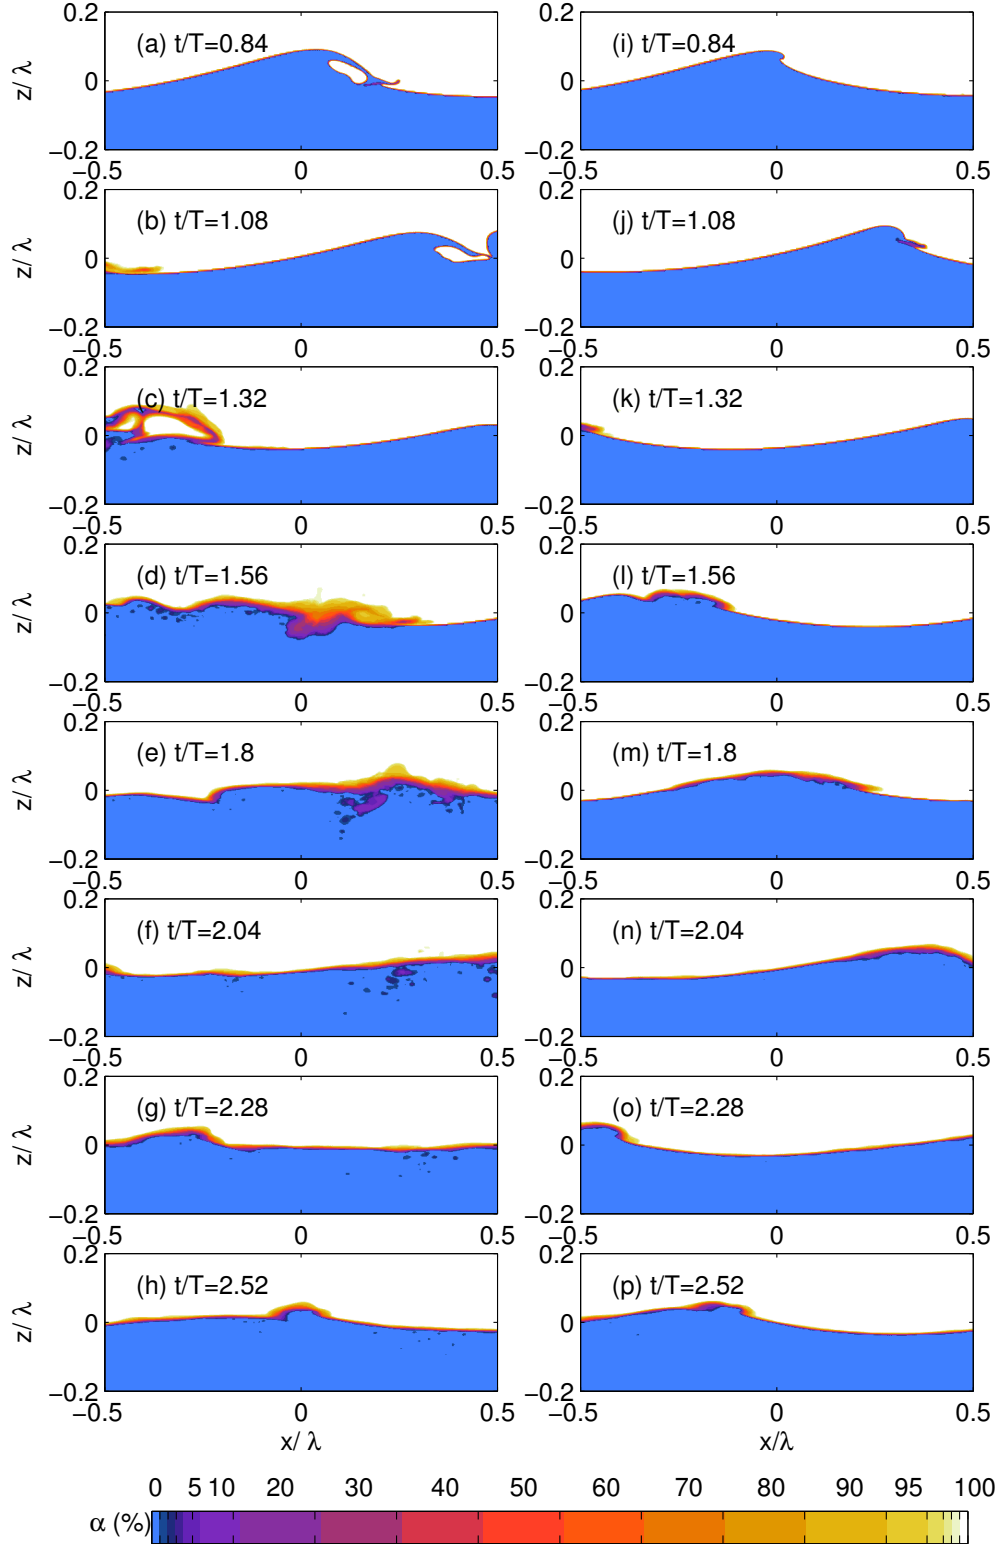 0.2 0.2
(a) t/T=0.84 (i) t/T=0.84
z/ λ 0 0
−0.2 −0.2
−0.5 0 0.5 −0.5 0 0.5
0.2 0.2
(b) t/T=1.08 (j) t/T=1.08
z/ λ 0 0
−0.2 −0.2
−0.5 0 0.5 −0.5 0 0.5
0.2 0.2
(c) t/T=1.32 (k) t/T=1.32
z/ λ 0 0
−0.2 −0.2
−0.5 0 0.5 −0.5 0 0.5
0.2 0.2
(d) t/T=1.56 (l) t/T=1.56
z/ λ 0 0
−0.2 −0.2
−0.5 0 0.5 −0.5 0 0.5
0.2 0.2
(e) t/T=1.8 (m) t/T=1.8
z/ λ 0 0
−0.2 −0.2
−0.5 0 0.5 −0.5 0 0.5
0.2 0.2
(f) t/T=2.04 (n) t/T=2.04
z/ λ 0 0
−0.2 −0.2
−0.5 0 0.5 −0.5 0 0.5
0.2 0.2
(g) t/T=2.28 (o) t/T=2.28
z/ λ 0 0
−0.2 −0.2
−0.5 0 0.5 −0.5 0 0.5
0.2 0.2
(h) t/T=2.52 (p) t/T=2.52
z/ λ 0 0
−0.2 −0.2
−0.5 0 0.5 −0.5 0 0.5
x/ λ x/λ
0 5 10 20 30 40 50 60 70 80 90 95 100
α (%)